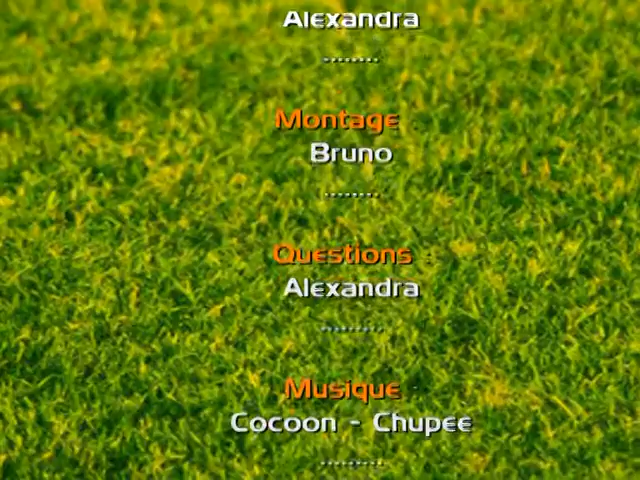 Alexandra
........
Montage
Bruno
........
Questions
Alexandra
.........
Musique
Cocoon - Chupee
.........